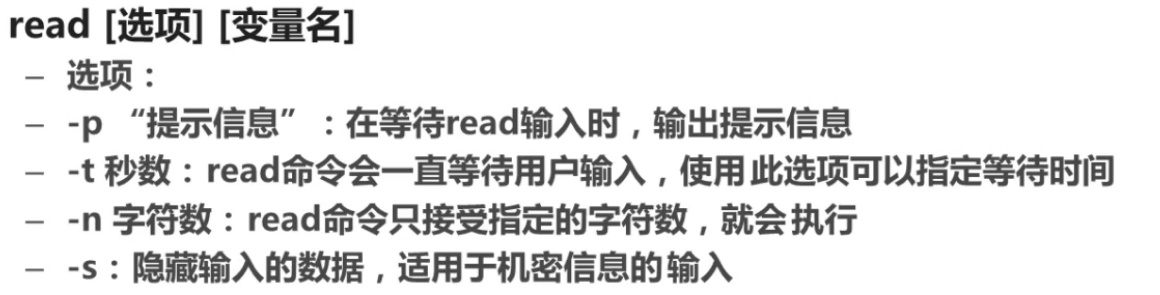 read [选项] [变量名]
– 选项：
– -p “提示信息”：在等待read输入时，输出提示信息
– -t 秒数：read命令会一直等待用户输入，使用此选项可以指定等待时间
– -n 字符数：read命令只接受指定的字符数，就会执行
– -s：隐藏输入的数据，适用于机密信息的输入